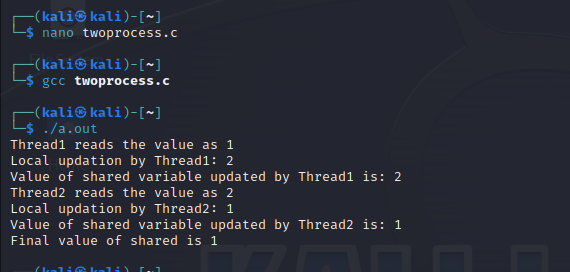 ┌──(kali㉿kali)-[~]
└─$ nano twoprocess.c
┌──(kali㉿kali)-[~]
└─$ gcc twoprocess.c
┌──(kali㉿kali)-[~]
└─$ ./a.out
Thread1 reads the value as 1
Local updation by Thread1: 2
Value of shared variable updated by Thread1 is: 2
Thread2 reads the value as 2
Local updation by Thread2: 1
Value of shared variable updated by Thread2 is: 1
Final value of shared is 1
┌──(kali㉿kali)-[~]